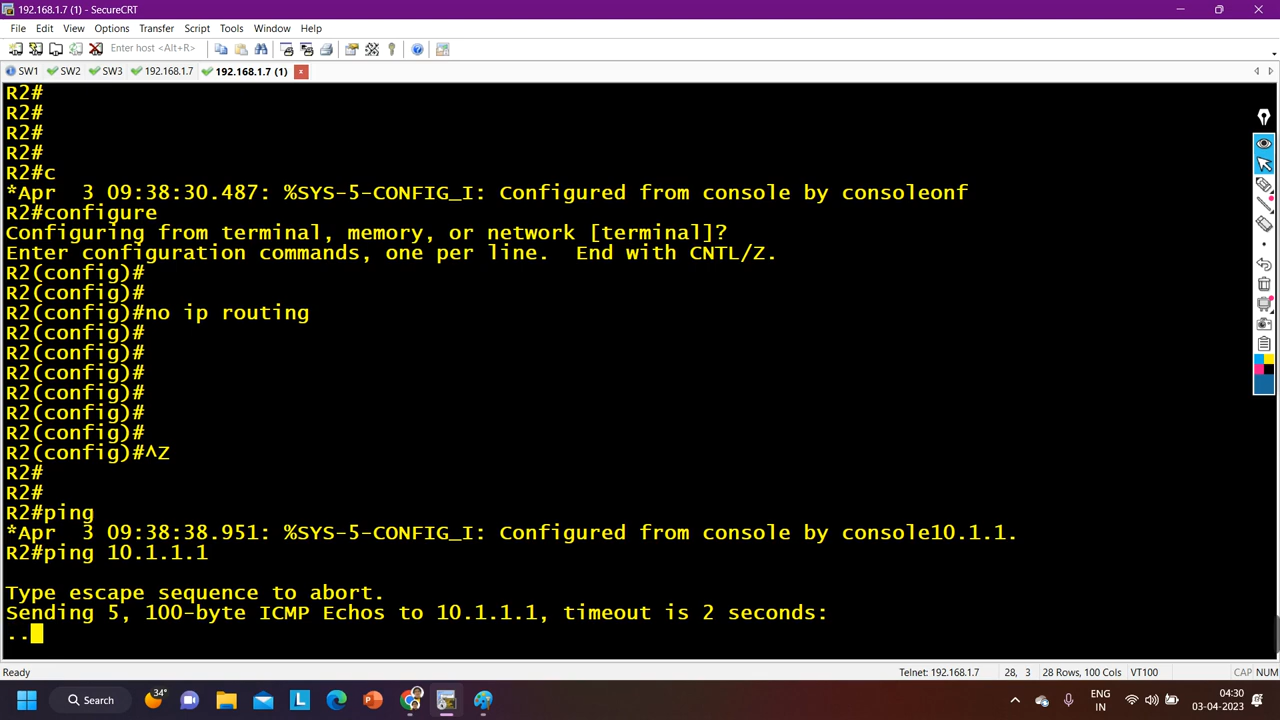 192.168.1.7 (1) - SecureCRT
File Edit View Options Transfer Script Tools Window Help
Enter host <Alt+R>
SW1 SW2 SW3 192.168.1.7 192.168.1.7 (1)
R2#
R2#
R2#
R2#
R2#c
*Apr  3 09:38:30.487: %SYS-5-CONFIG_I: Configured from console by consoleonf
R2#configure
Configuring from terminal, memory, or network [terminal]?
Enter configuration commands, one per line.  End with CNTL/Z.
R2(config)#
R2(config)#
R2(config)#no ip routing
R2(config)#
R2(config)#
R2(config)#
R2(config)#
R2(config)#
R2(config)#
R2(config)#^Z
R2#
R2#
R2#ping
*Apr  3 09:38:38.951: %SYS-5-CONFIG_I: Configured from console by console10.1.1.
R2#ping 10.1.1.1
Type escape sequence to abort.
Sending 5, 100-byte ICMP Echos to 10.1.1.1, timeout is 2 seconds:
..
Ready Telnet: 192.168.1.7 28, 3 28 Rows, 100 Cols VT100 CAP NUM
Search 34° L ENG 04:30
IN 03-04-2023